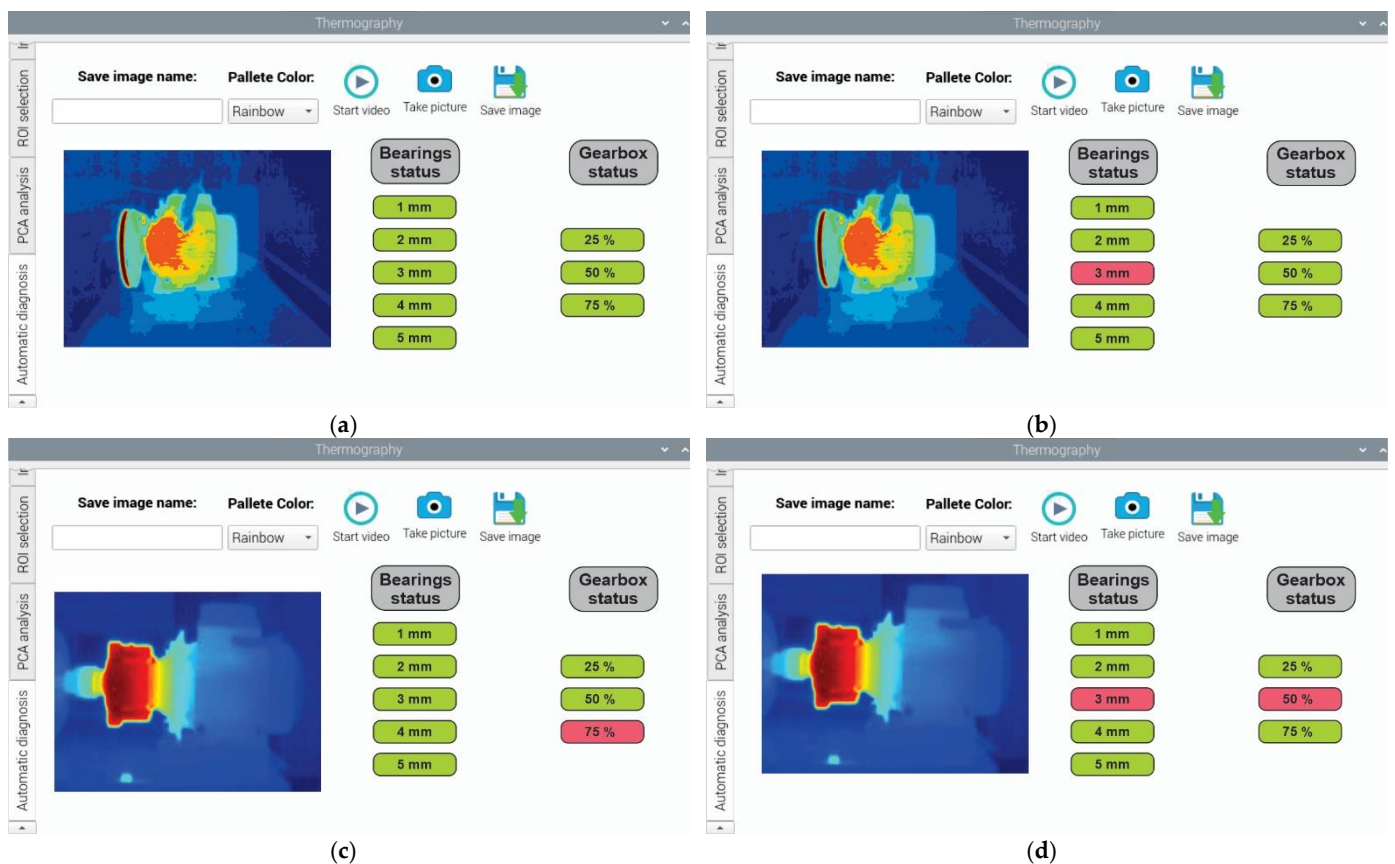 Thermography
In
ROI selection
PCA analysis
Automatic diagnosis
Save image name:
Pallete Color:
Rainbow
Start video
Take picture
Save image
Bearings
status
1 mm
2 mm
3 mm
4 mm
5 mm
Gearbox
status
25 %
50 %
75 %
(a)
Thermography
In
ROI selection
PCA analysis
Automatic diagnosis
Save image name:
Pallete Color:
Rainbow
Start video
Take picture
Save image
Bearings
status
1 mm
2 mm
3 mm
4 mm
5 mm
Gearbox
status
25 %
50 %
75 %
(b)
Thermography
In
ROI selection
PCA analysis
Automatic diagnosis
Save image name:
Pallete Color:
Rainbow
Start video
Take picture
Save image
Bearings
status
1 mm
2 mm
3 mm
4 mm
5 mm
Gearbox
status
25 %
50 %
75 %
(c)
Thermography
In
ROI selection
PCA analysis
Automatic diagnosis
Save image name:
Pallete Color:
Rainbow
Start video
Take picture
Save image
Bearings
status
1 mm
2 mm
3 mm
4 mm
5 mm
Gearbox
status
25 %
50 %
75 %
(d)